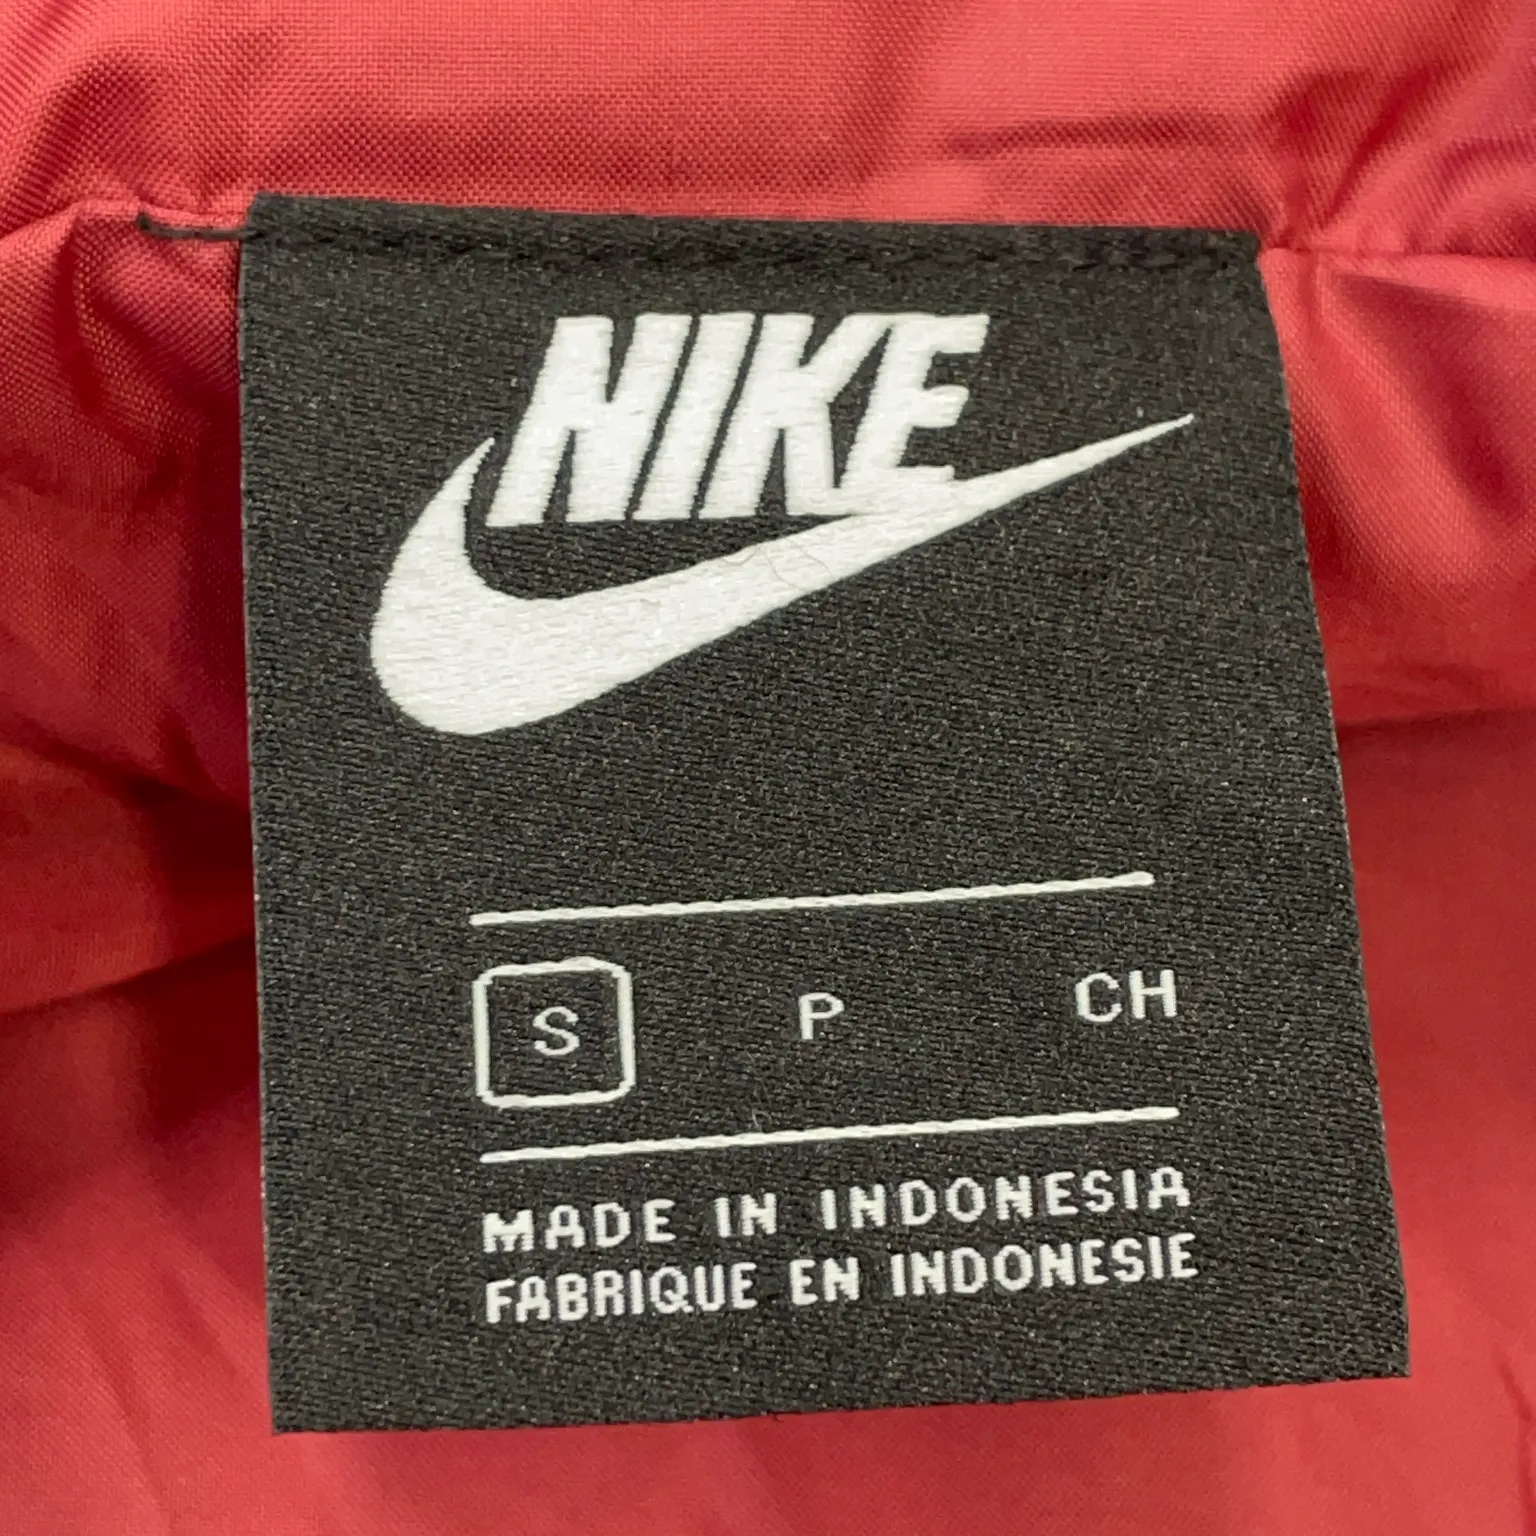 NIKE
S P CH
MADE IN INDONESIA
FABRIQUE EN INDONESIE